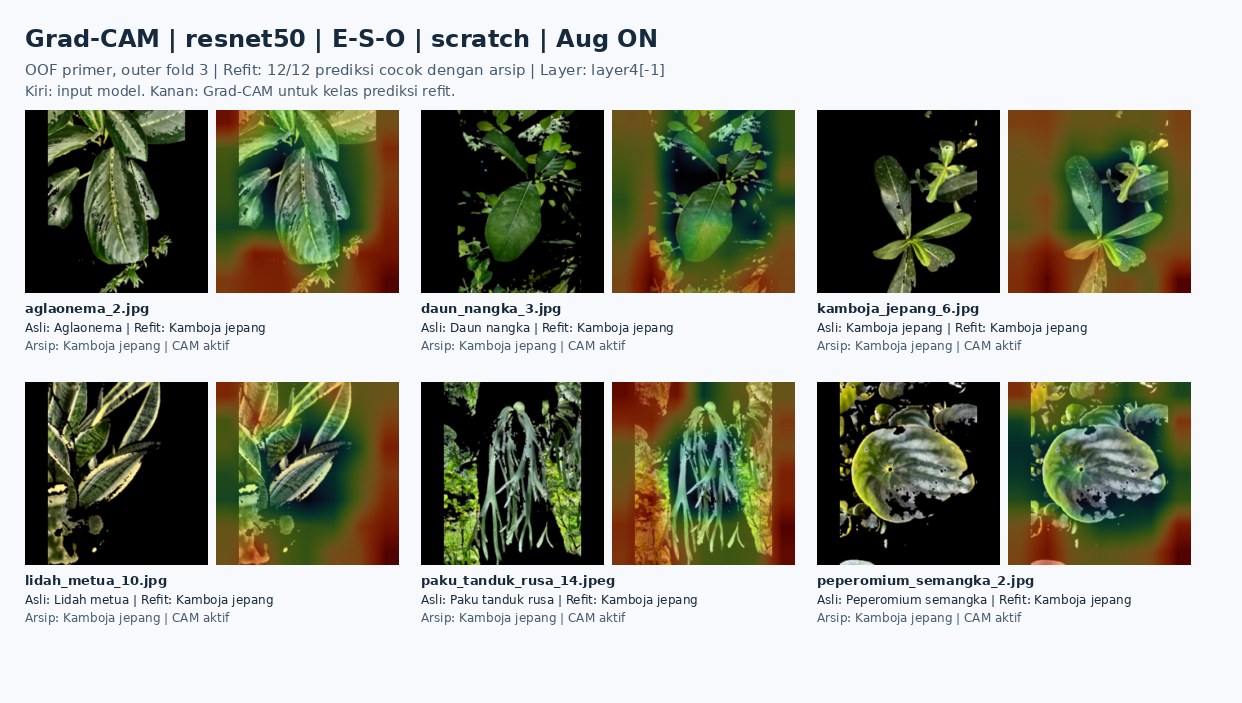 Grad-CAM | resnet50 | E-S-O | scratch | Aug ON
OOF primer, outer fold 3 | Refit: 12/12 prediksi cocok dengan arsip | Layer: layer4[-1]
Kiri: input model. Kanan: Grad-CAM untuk kelas prediksi refit.
aglaonema_2.jpg
Asli: Aglaonema | Refit: Kamboja jepang
Arsip: Kamboja jepang | CAM aktif
daun_nangka_3.jpg
Asli: Daun nangka | Refit: Kamboja jepang
Arsip: Kamboja jepang | CAM aktif
kamboja_jepang_6.jpg
Asli: Kamboja jepang | Refit: Kamboja jepang
Arsip: Kamboja jepang | CAM aktif
lidah_metua_10.jpg
Asli: Lidah metua | Refit: Kamboja jepang
Arsip: Kamboja jepang | CAM aktif
paku_tanduk_rusa_14.jpeg
Asli: Paku tanduk rusa | Refit: Kamboja jepang
Arsip: Kamboja jepang | CAM aktif
peperomium_semangka_2.jpg
Asli: Peperomium semangka | Refit: Kamboja jepang
Arsip: Kamboja jepang | CAM aktif